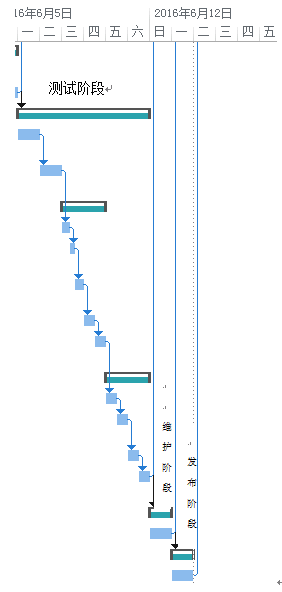 16年6月5日 2016年6月12日
一 二 三 四 五 六 日 一 二 三 四 五
测试阶段
维护阶段
发布阶段